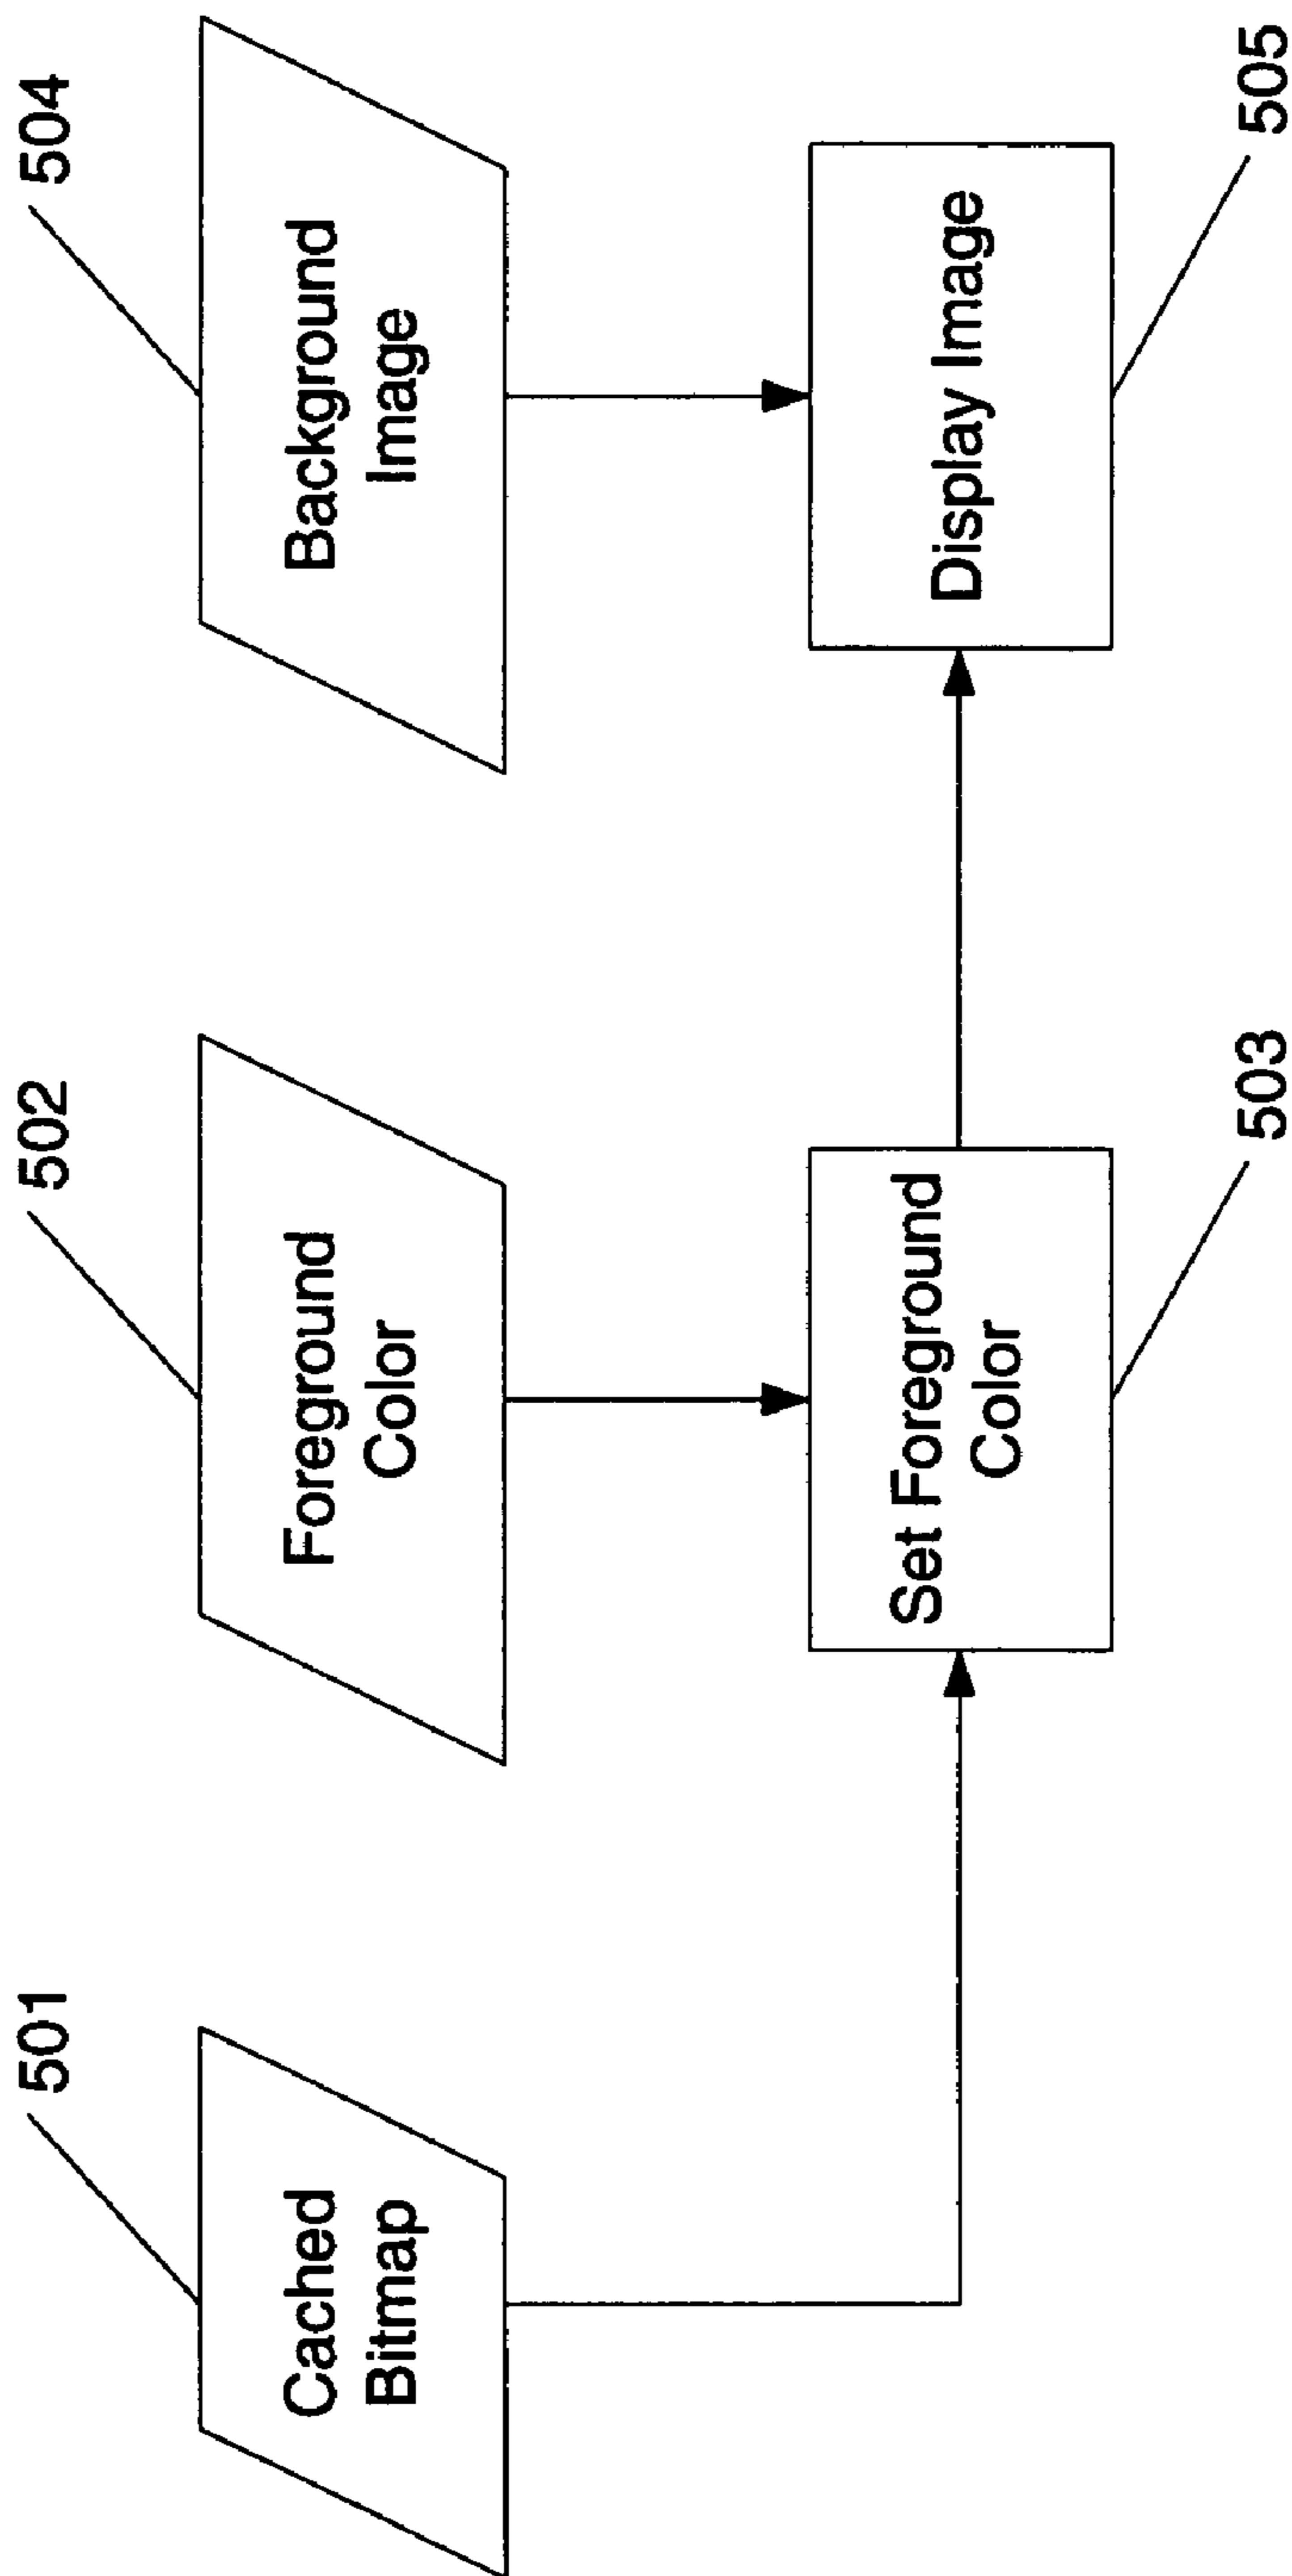 501
502
504
Cached
Bitmap
Foreground
Color
Background
Image
Set Foreground
Color
Display Image
503
505